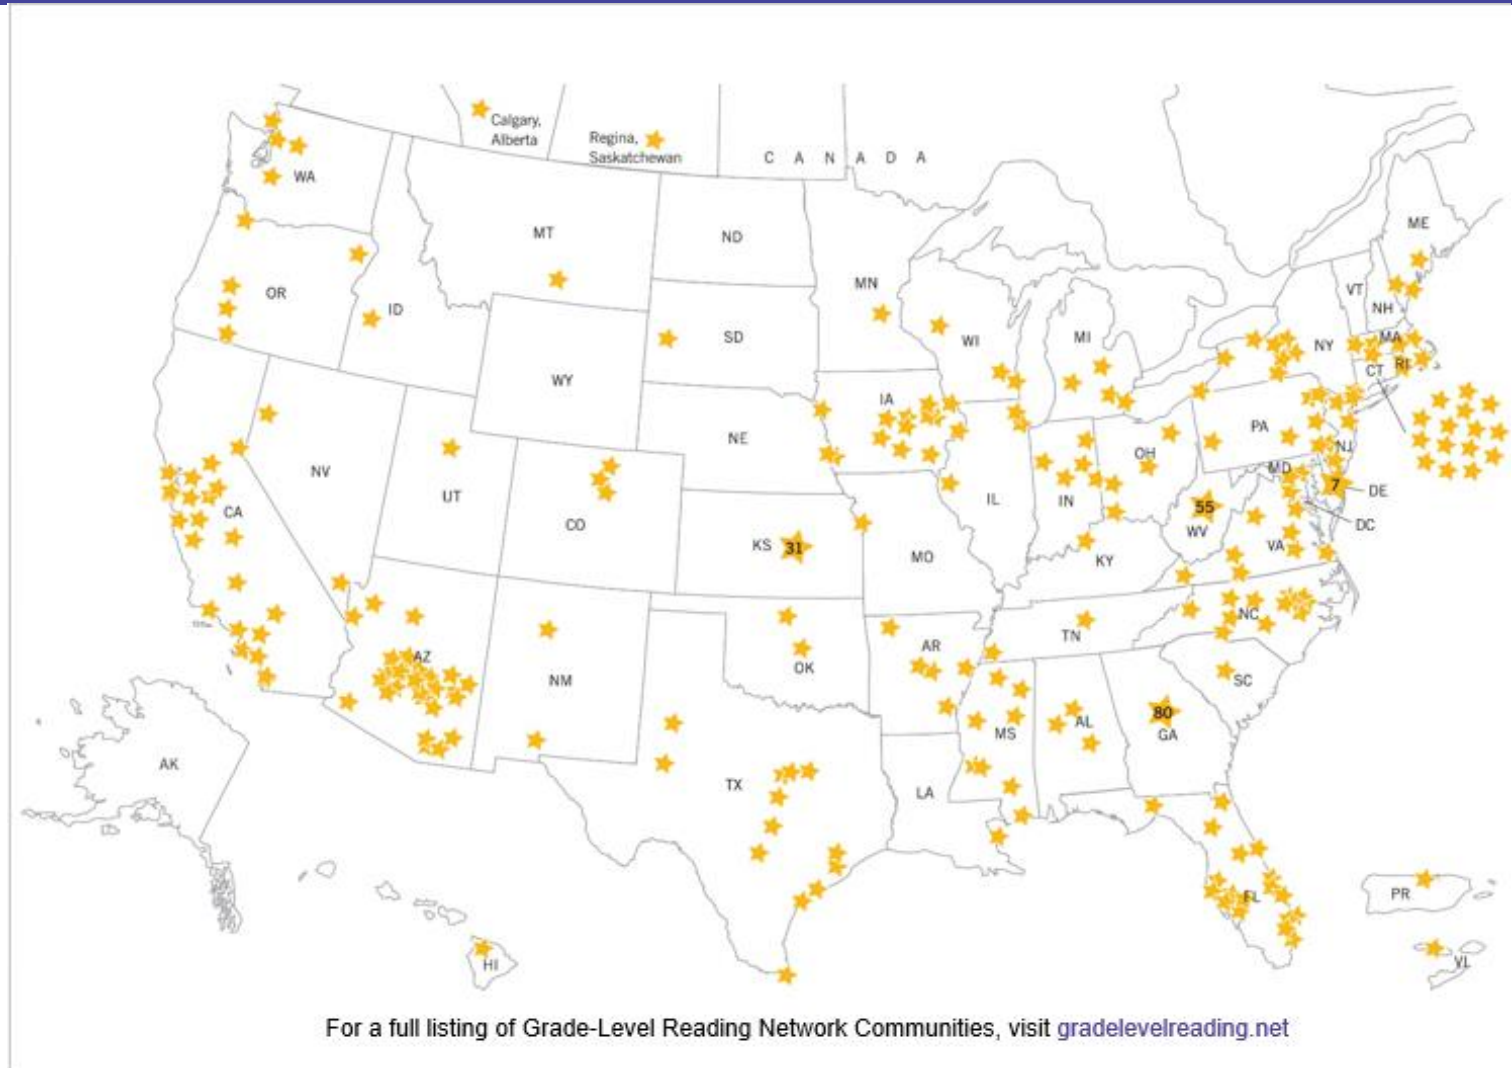 Calgary,
Alberta
Regina,
Saskatchewan
C A N A D A
WA
ME
MT
ND
MN
VT
OR
ID
NH
SD
WI
MI
NY
MA
RI
CT
WY
IA
NE
PA
NJ
OH
MD
NV
UT
IL
IN
7
DE
55
CA
CO
DC
WV
KS
31
VA
MO
KY
NC
TN
AR
AZ
OK
NM
SC
80
AL
GA
MS
AK
TX
LA
FL
PR
HI
VI
For a full listing of Grade-Level Reading Network Communities, visit gradelevelreading.net